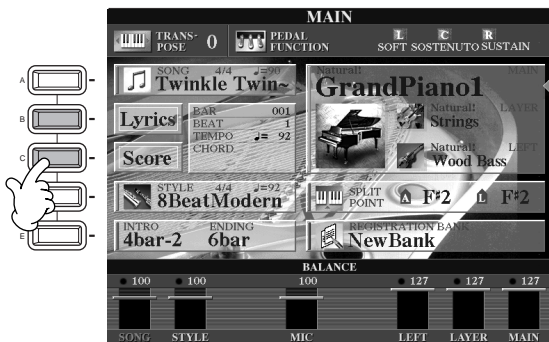 MAIN
TRANS-
POSE 0
PEDAL
FUNCTION
L C R
SOFT SOSTENUTO SUSTAIN
A
B
C
E
SONG 4/4 ♩=90
Twinkle Twin~
Lyrics
Score
BAR 001
BEAT 1
TEMPO ♩= 92
CHORD
STYLE 4/4 ♩=92
8BeatModern
INTRO ENDING
4bar-2 6bar
Natural! MAIN
GrandPiano1
Natural! LAYER
Strings
Natural! LEFT
Wood Bass
SPLIT
POINT A F♯2 L F♯2
REGISTRATION BANK
NewBank
BALANCE
100 100 100 127 127 127
SONG STYLE MIC LEFT LAYER MAIN